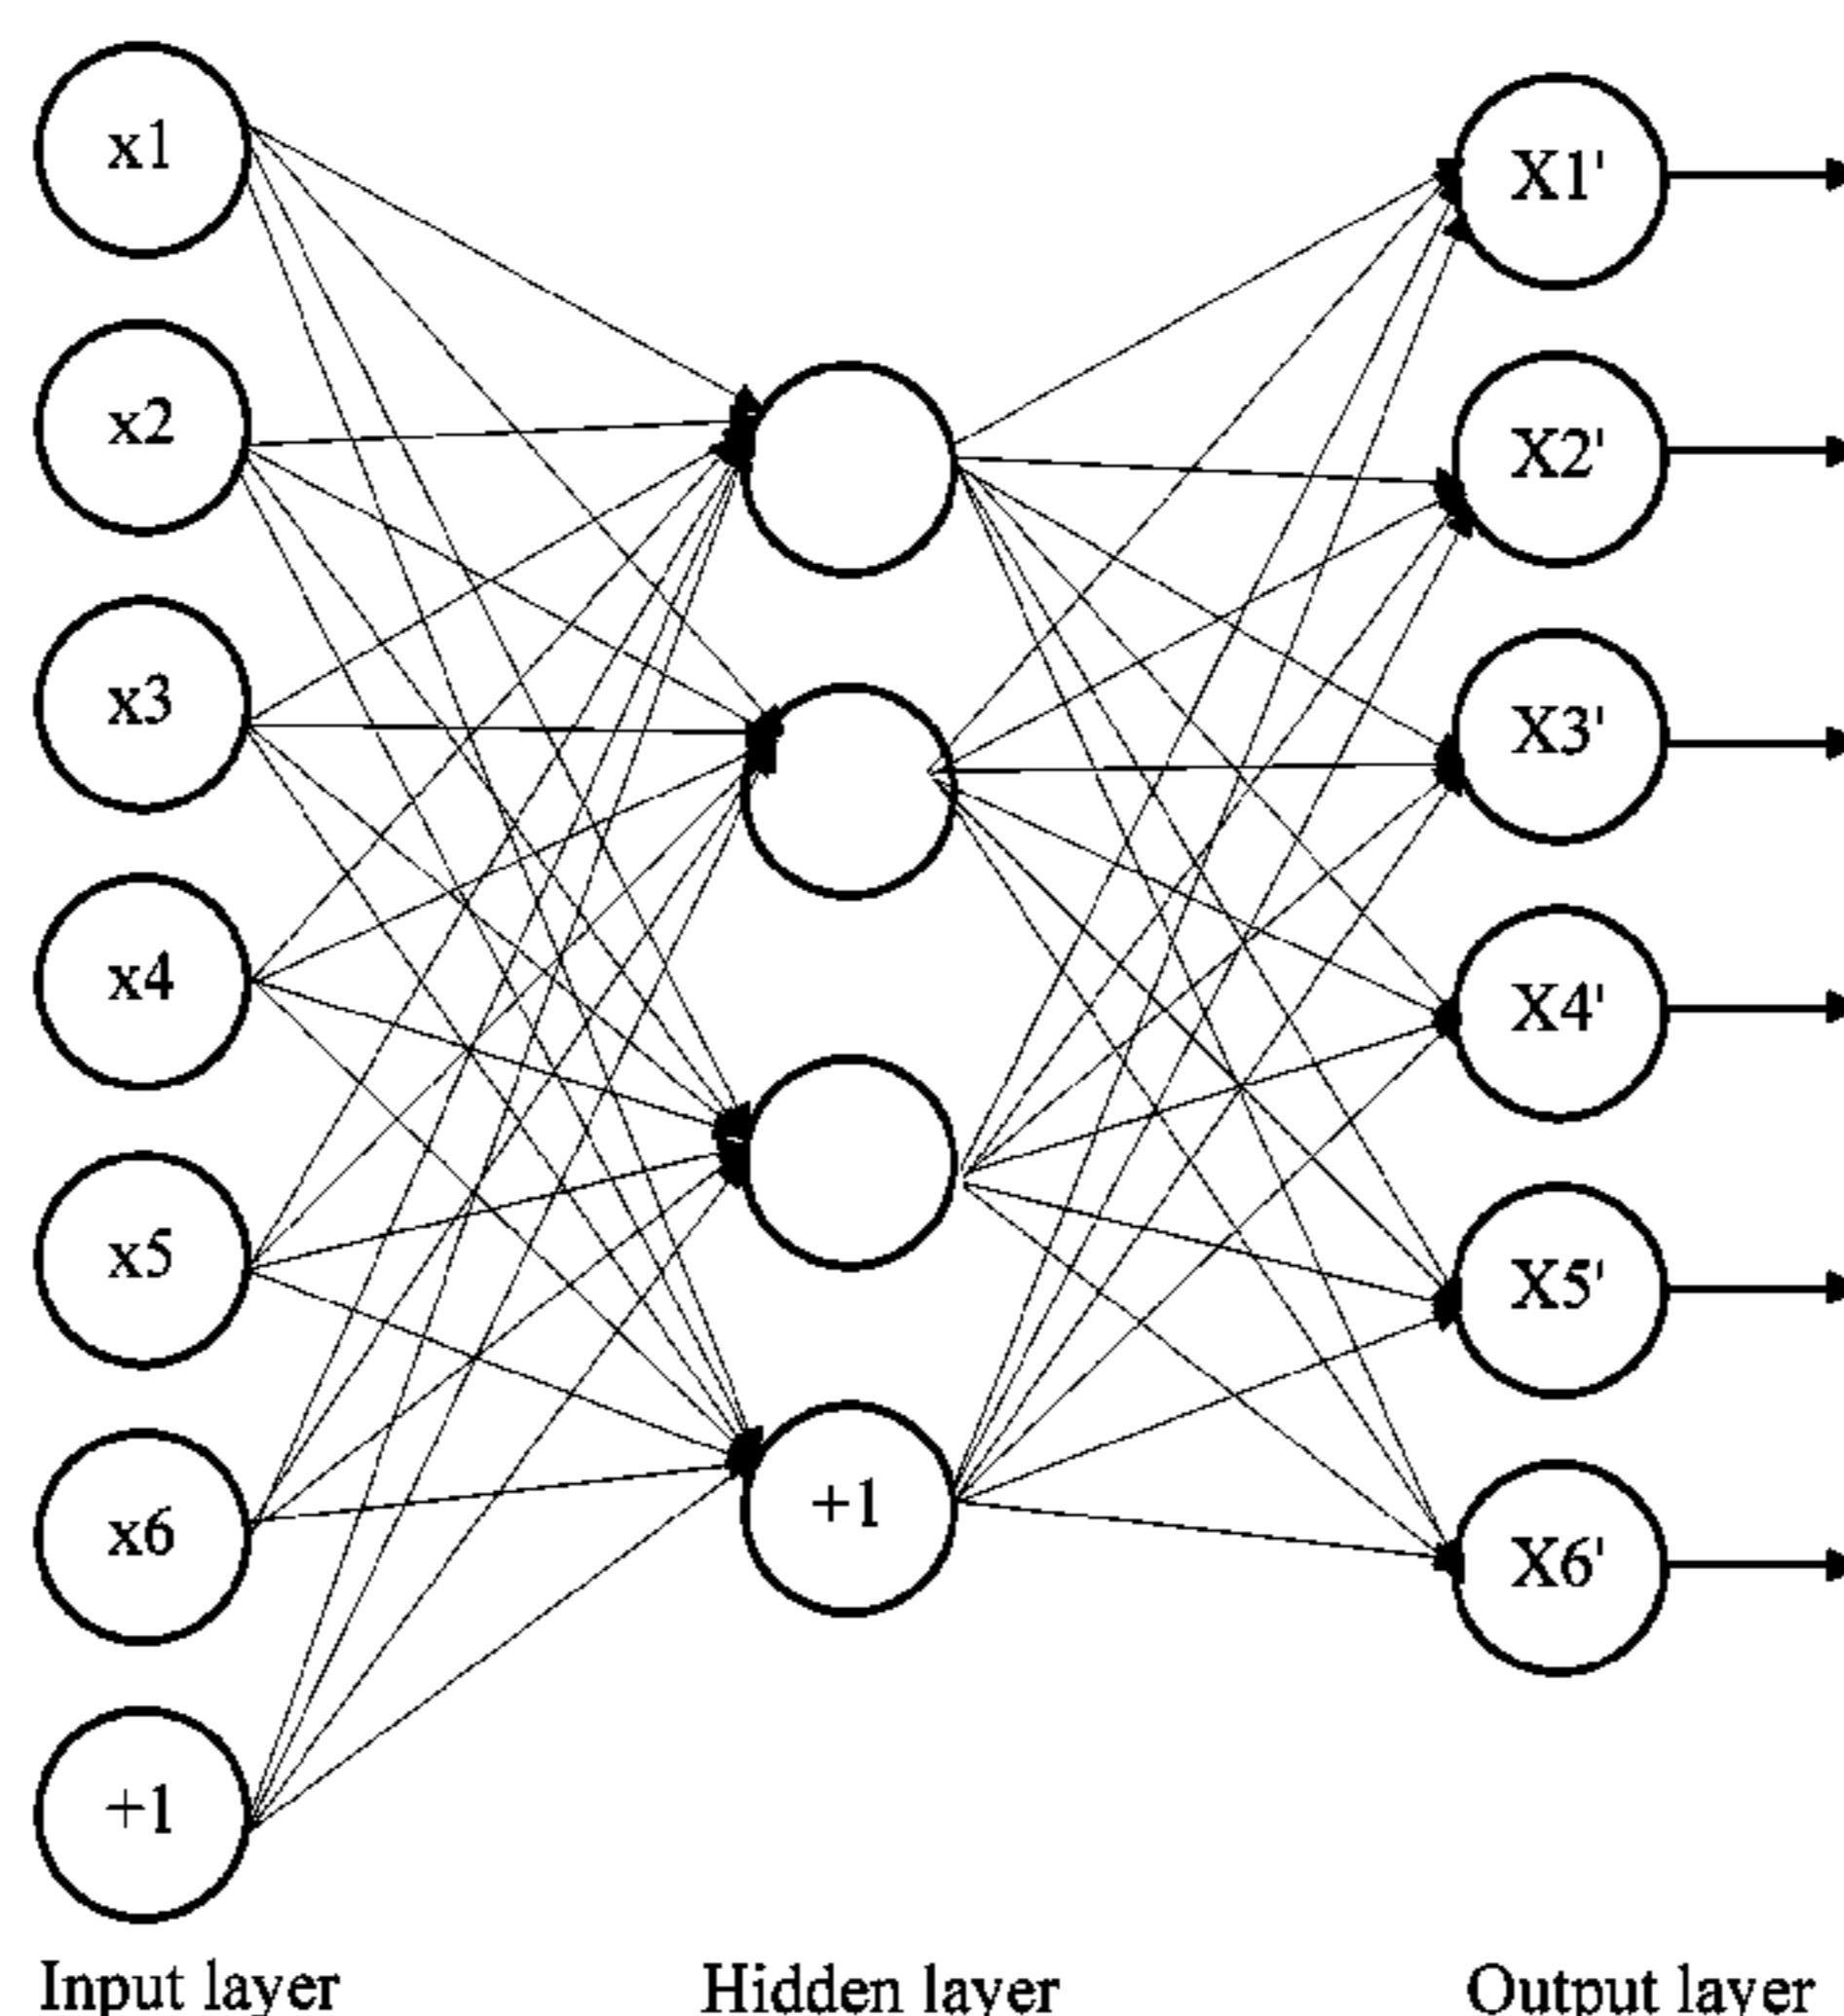 x1
x2
x3
x4
x5
x6
+1
+1
X1'
X2'
X3'
X4'
X5'
X6'
Input layer
Hidden layer
Output layer